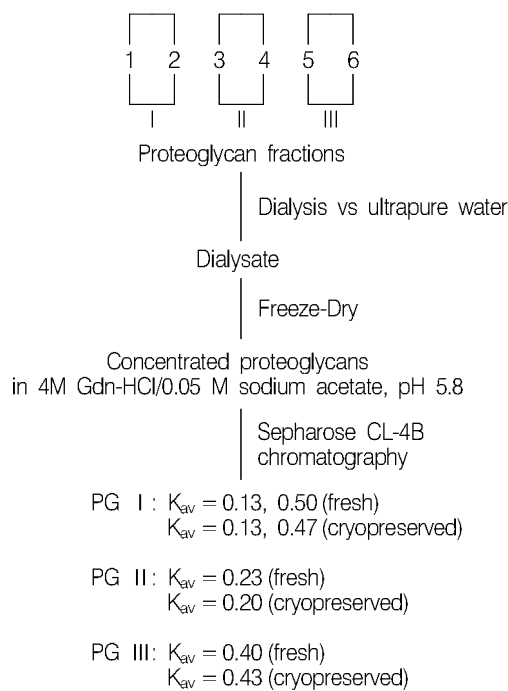 1 2 3 4 5 6
I II III
Proteoglycan fractions
Dialysis vs ultrapure water
Dialysate
Freeze-Dry
Concentrated proteoglycans
in 4M Gdn-HCl/0.05 M sodium acetate, pH 5.8
Sepharose CL-4B
chromatography
PG I : Kav = 0.13, 0.50 (fresh)
Kav = 0.13, 0.47 (cryopreserved)
PG II : Kav = 0.23 (fresh)
Kav = 0.20 (cryopreserved)
PG III : Kav = 0.40 (fresh)
Kav = 0.43 (cryopreserved)